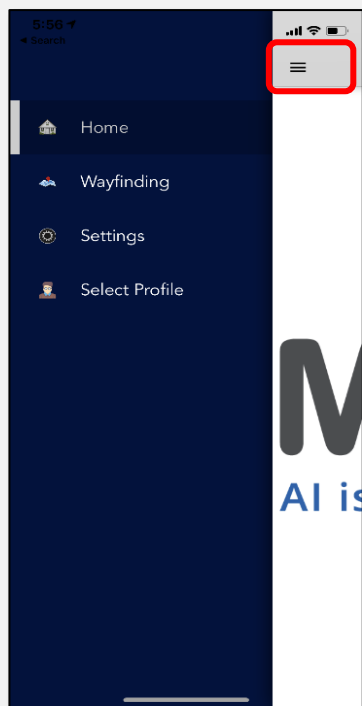 5:56
◂ Search
Home
Wayfinding
Settings
Select Profile
M
AI is